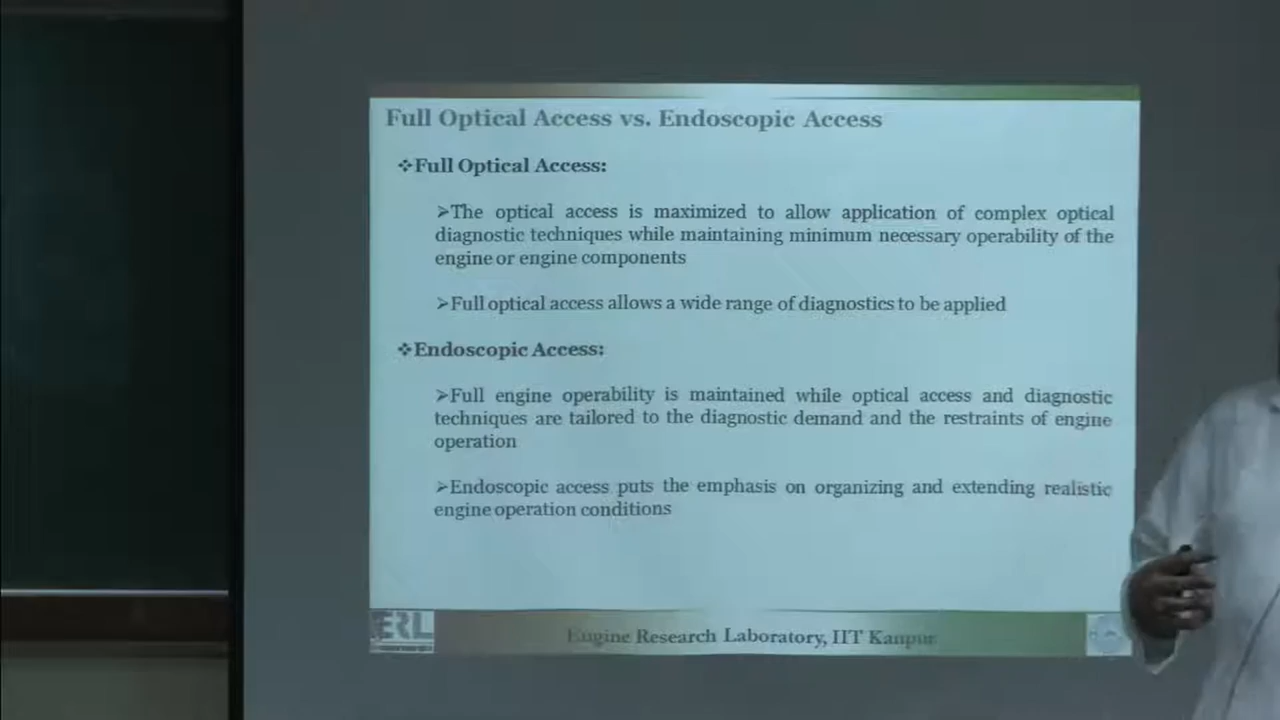 Full Optical Access vs. Endoscopic Access
❖Full Optical Access:
➢The optical access is maximized to allow application of complex optical
diagnostic techniques while maintaining minimum necessary operability of the
engine or engine components
➢Full optical access allows a wide range of diagnostics to be applied
❖Endoscopic Access:
➢Full engine operability is maintained while optical access and diagnostic
techniques are tailored to the diagnostic demand and the restraints of engine
operation
➢Endoscopic access puts the emphasis on organizing and extending realistic
engine operation conditions
ERL
Engine Research Laboratory, IIT Kanpur